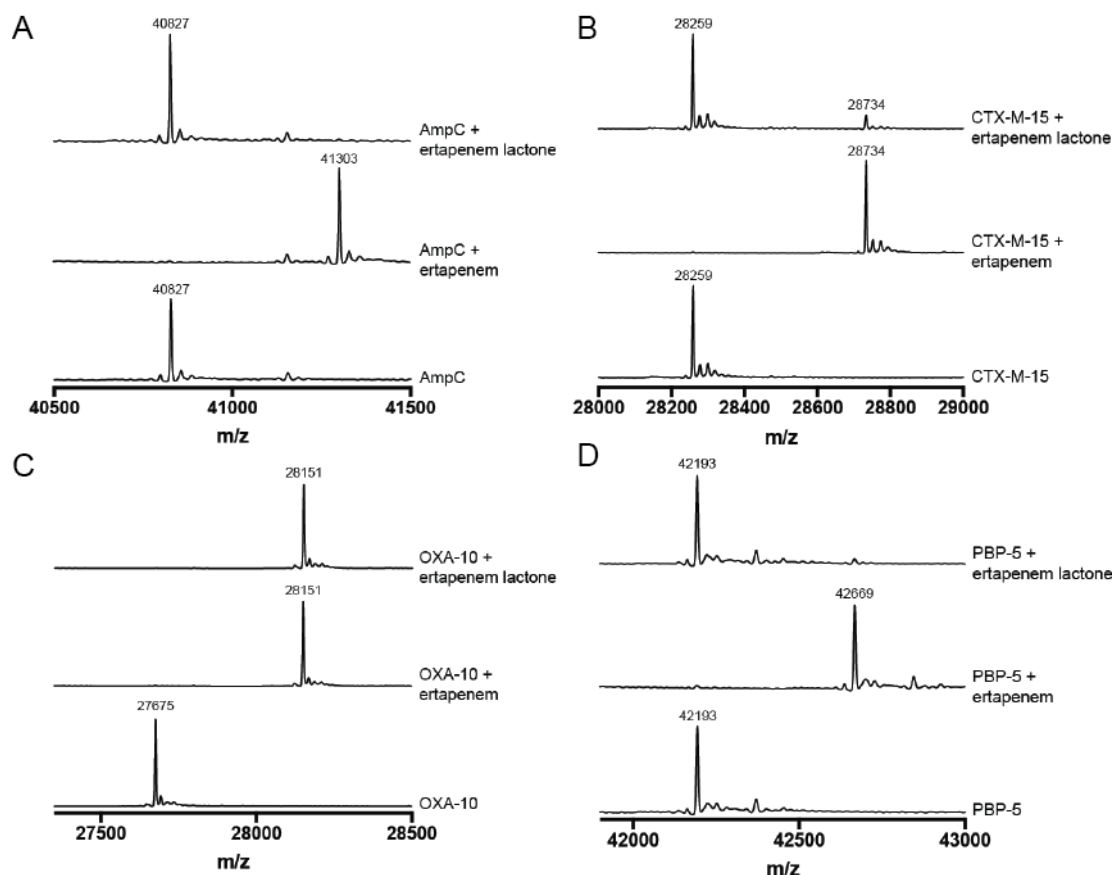 A
40827
AmpC +
ertapenem lactone
41303
AmpC +
ertapenem
40827
AmpC
40500 41000 41500
m/z
B
28259
28734
CTX-M-15 +
ertapenem lactone
28734
CTX-M-15 +
ertapenem
28259
CTX-M-15
28000 28200 28400 28600 28800 29000
m/z
C
28151
OXA-10 +
ertapenem lactone
28151
OXA-10 +
ertapenem
27675
OXA-10
27500 28000 28500
m/z
D
42193
PBP-5 +
ertapenem lactone
42669
PBP-5 +
ertapenem
42193
PBP-5
42000 42500 43000
m/z